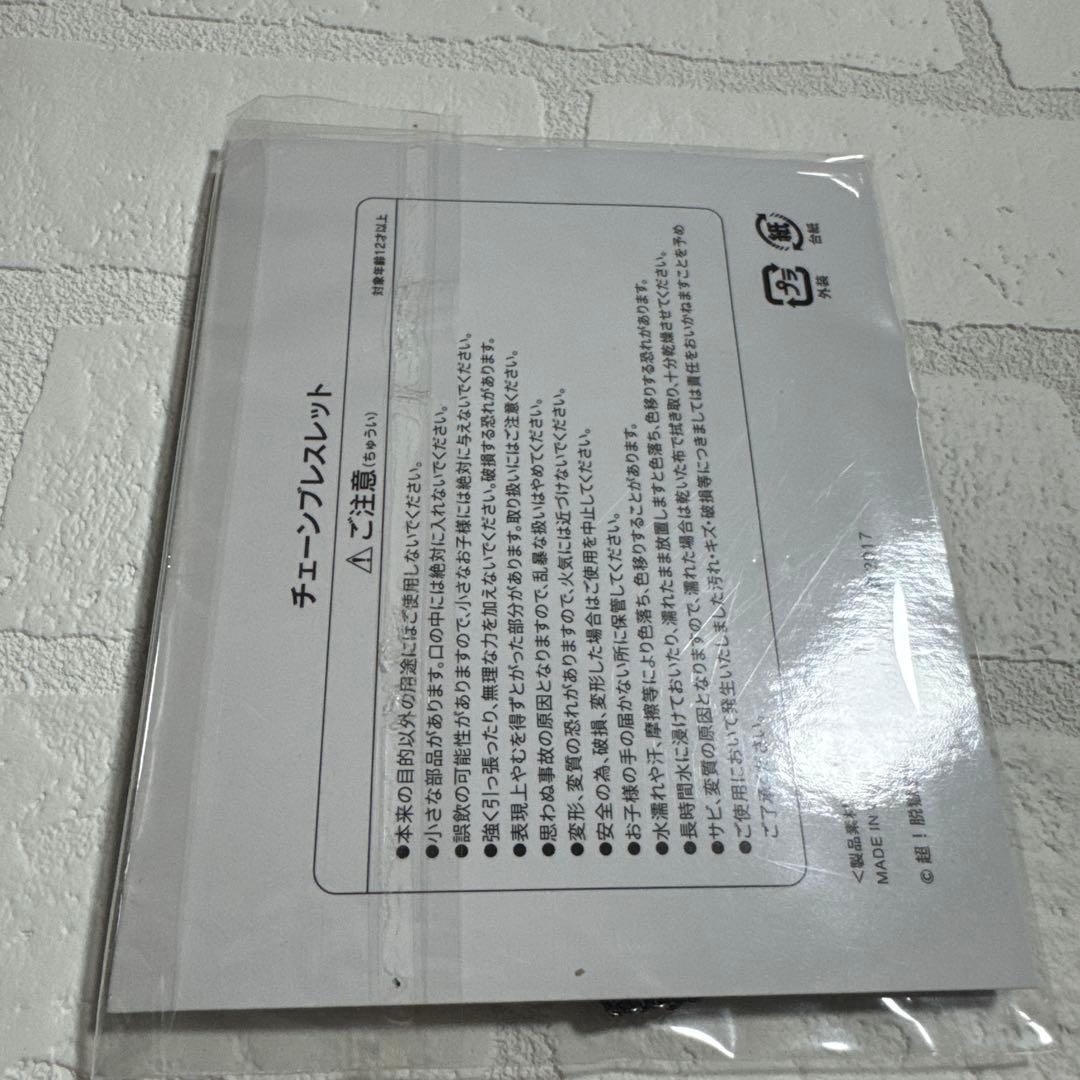 チェーンブレスレット
⚠ご注意(ちゅうい)
対象年齢12才以上
●本来の目的以外の用途にはご使用しないでください。
●小さな部品があります。口の中には絶対に入れないでください。
●誤飲の可能性がありますので、小さなお子様には絶対に与えないでください。
●強く引っ張ったり、無理な力を加えないでください。破損する恐れがあります。
●表現上やむを得ずとがった部分があります。取り扱いにはご注意ください。
●思わぬ事故の原因となりますので、乱暴な扱いはやめてください。
●変形、変質の恐れがありますので、火気には近づけないでください。
●安全の為、破損、変形した場合はご使用を中止してください。
●お子様の手の届かない所に保管してください。
●水濡れや汗、摩擦等により色落ち、色移りすることがあります。
●長時間水に浸けておいたり、濡れたまま放置しますと色落ち、色移りする恐れがあります。
●サビ、変質の原因となりますので、濡れた場合は乾いた布で拭き取り、十分乾燥させてください。
●ご使用において発生いたしました汚れ・キズ・破損等につきましては責任をおいかねますことを予め
ご了承ください。
<製品素材
MADE IN
© 超!脱獄 2017
プラ 外装
紙 台紙